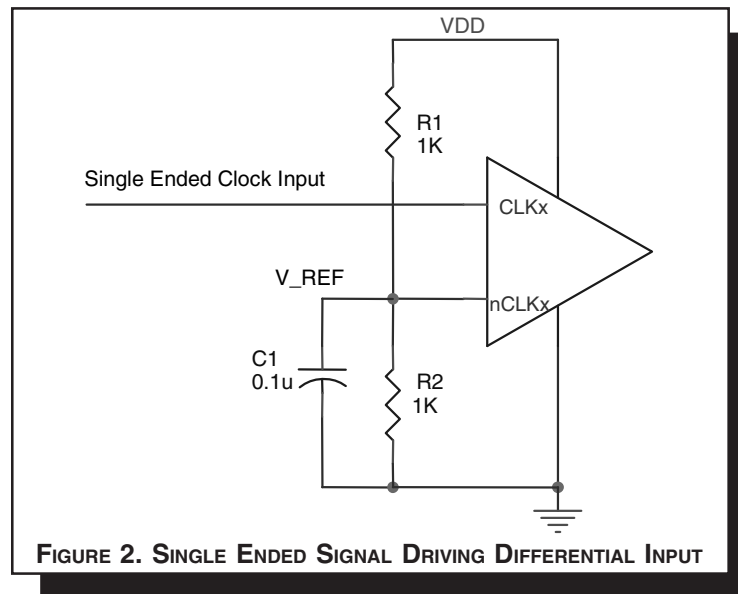 VDD
R1
1K
Single Ended Clock Input
CLKx
V_REF
nCLKx
C1
0.1u
R2
1K
FIGURE 2. SINGLE ENDED SIGNAL DRIVING DIFFERENTIAL INPUT